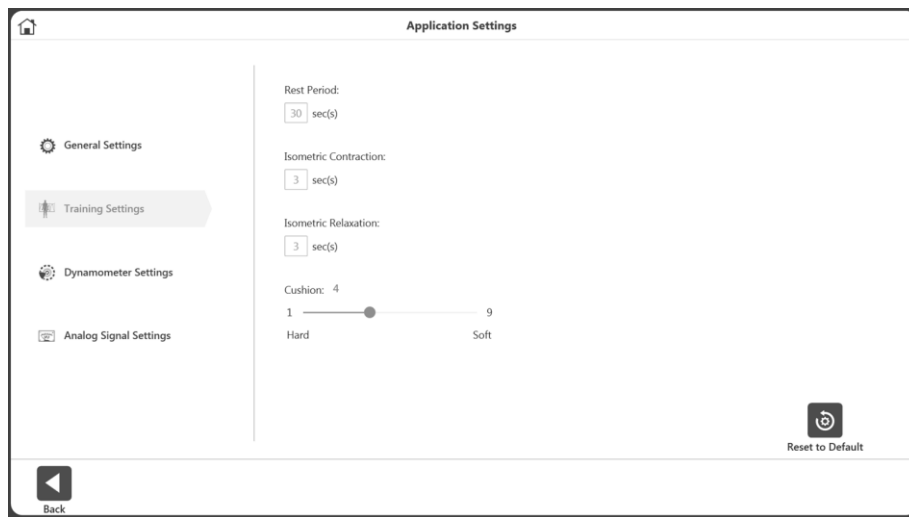 Application Settings
General Settings
Training Settings
Dynamometer Settings
Analog Signal Settings
Rest Period:
30 sec(s)
Isometric Contraction:
3 sec(s)
Isometric Relaxation:
3 sec(s)
Cushion: 4
1 9
Hard Soft
Reset to Default
Back